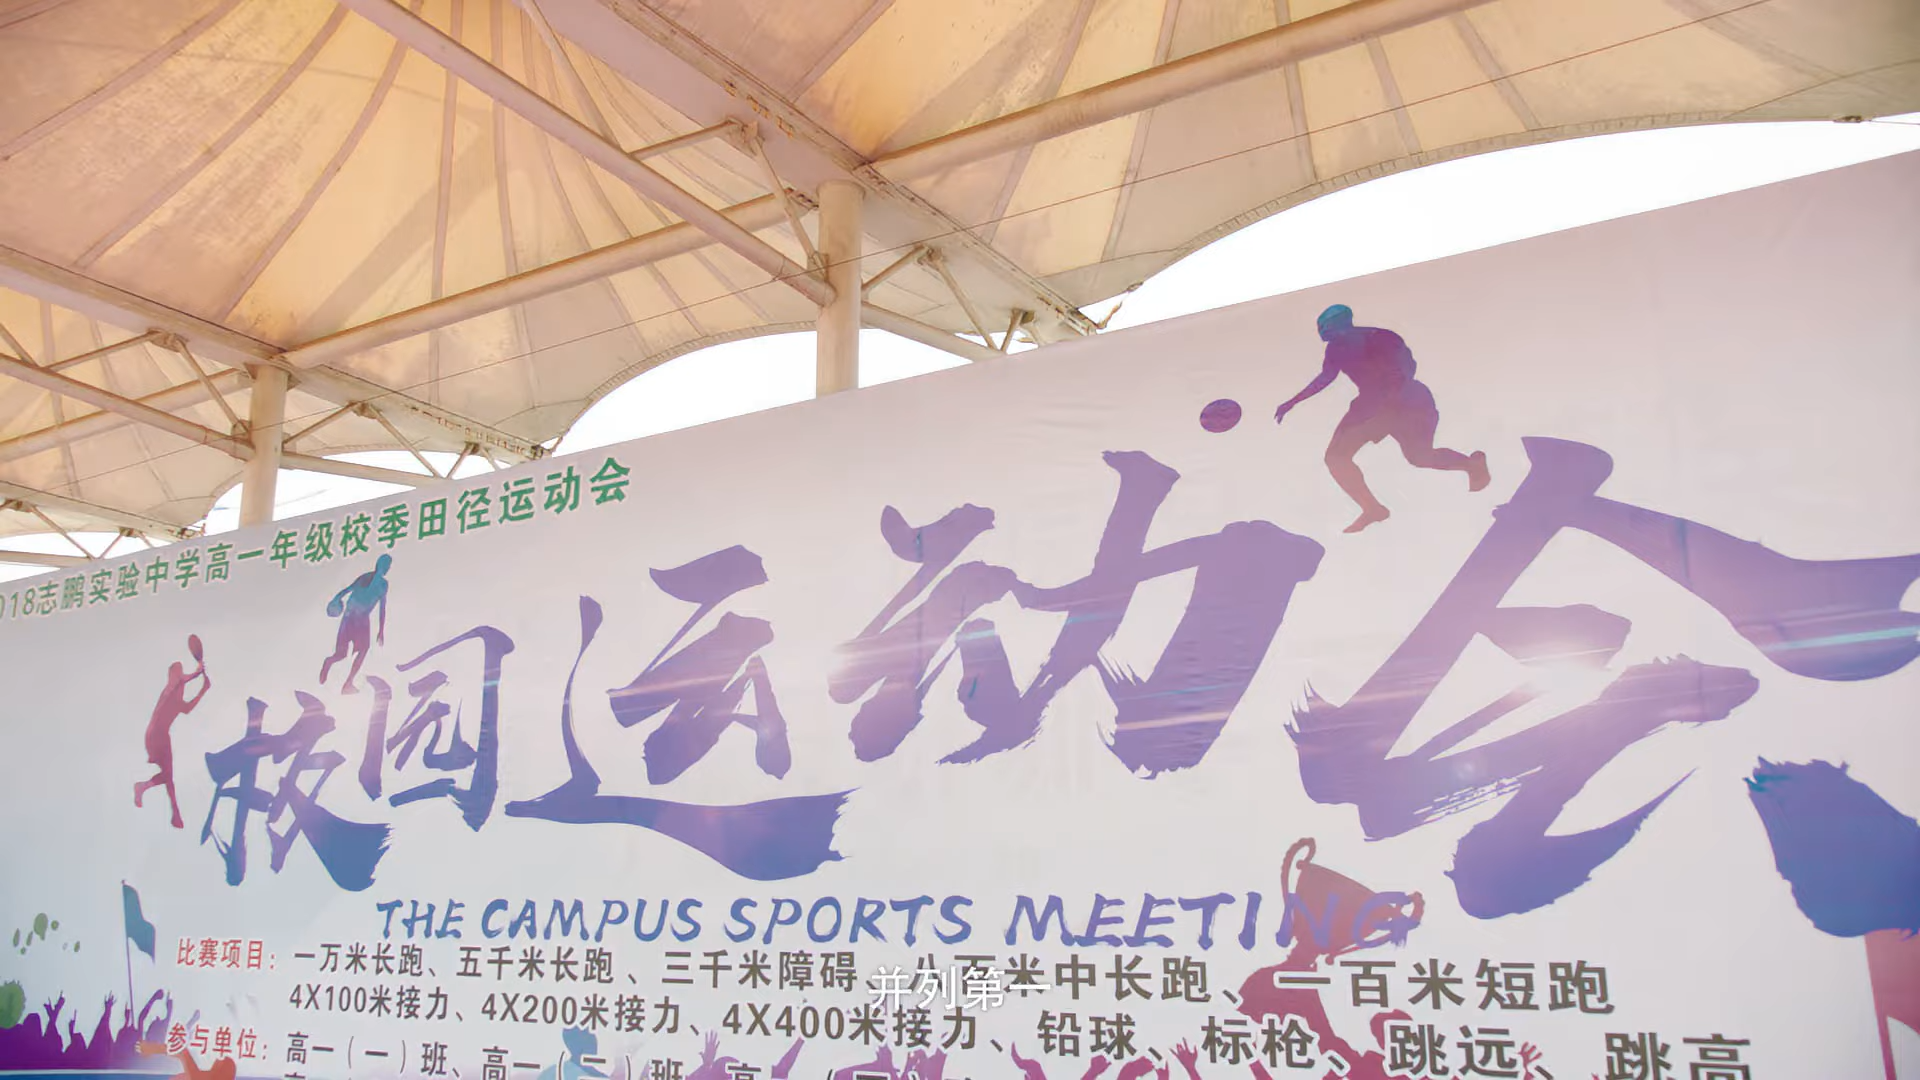 018志鹏实验中学高一年级校季田径运动会
校园运动会
THE CAMPUS SPORTS MEETING
比赛项目：一万米长跑、五千米长跑、三千米障碍、八百米中长跑、一百米短跑
4X100米接力、4X200米接力、4X400米接力、铅球、标枪、跳远、跳高
参与单位：高一（一）班、高一（二）班、高一（三）
并列第一